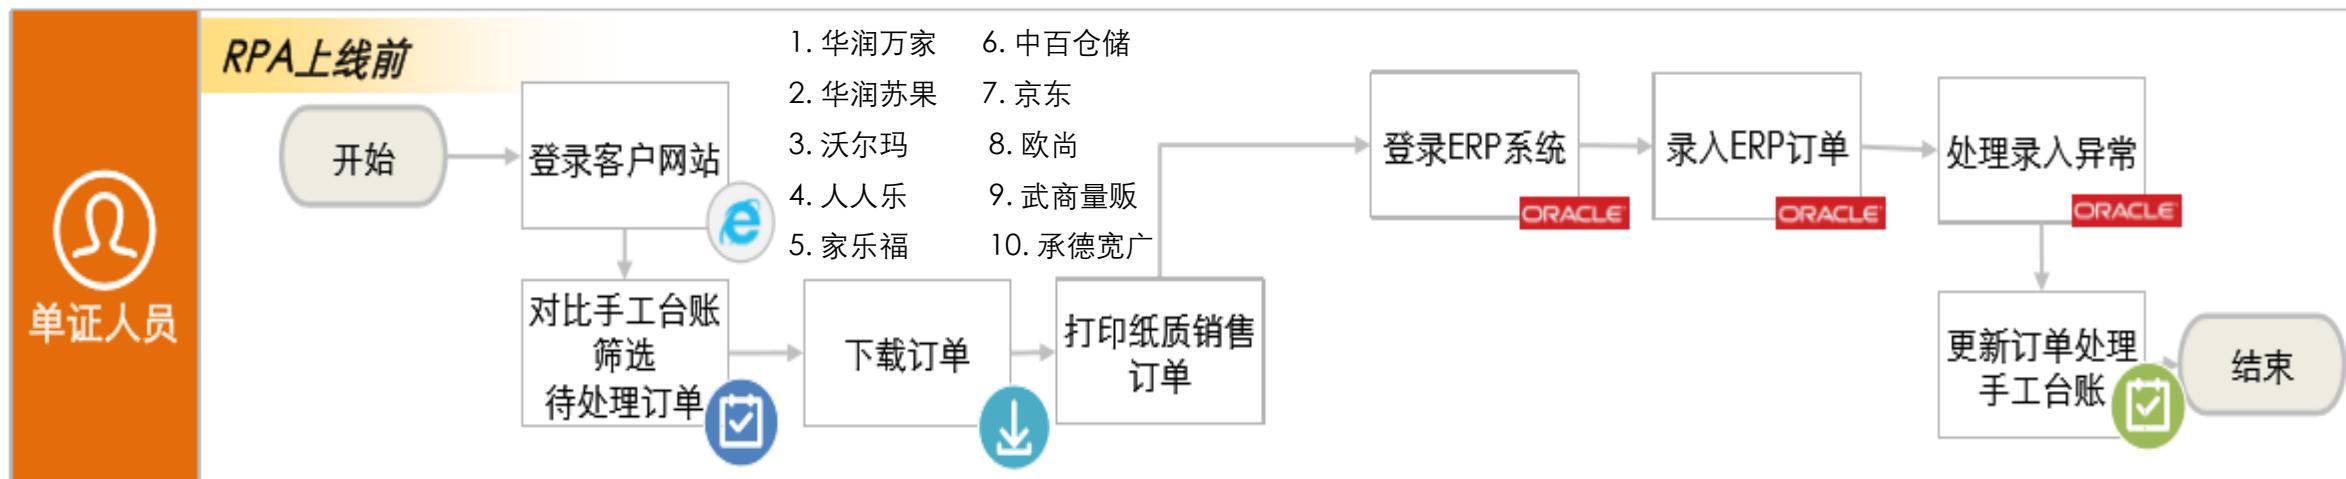 RPA上线前
单证人员
开始
登录客户网站
1. 华润万家
2. 华润苏果
3. 沃尔玛
4. 人人乐
5. 家乐福
6. 中百仓储
7. 京东
8. 欧尚
9. 武商量贩
10. 承德宽广
对比手工台账
筛选
待处理订单
下载订单
打印纸质销售
订单
登录ERP系统
ORACLE
录入ERP订单
ORACLE
处理录入异常
ORACLE
更新订单处理
手工台账
结束